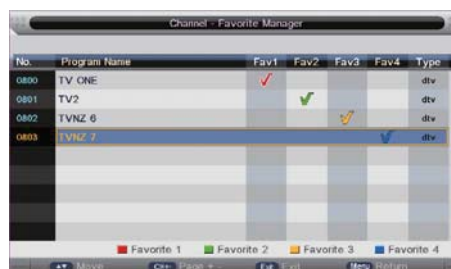 Channel - Favorite Manager
No. Program Name Fav1 Fav2 Fav3 Fav4 Type
0800 TV ONE dtv
0801 TV2 dtv
0802 TVNZ 6 dtv
0803 TVNZ 7 dtv
Favorite 1 Favorite 2 Favorite 3 Favorite 4
Move Page + - Exit Menu Return